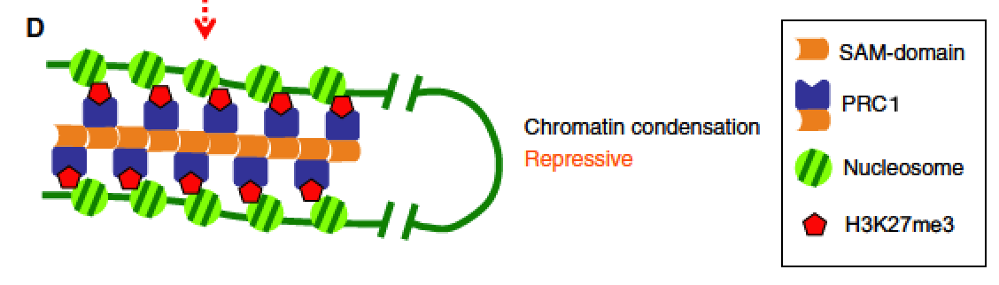 D
Chromatin condensation
Repressive
SAM-domain
PRC1
Nucleosome
H3K27me3